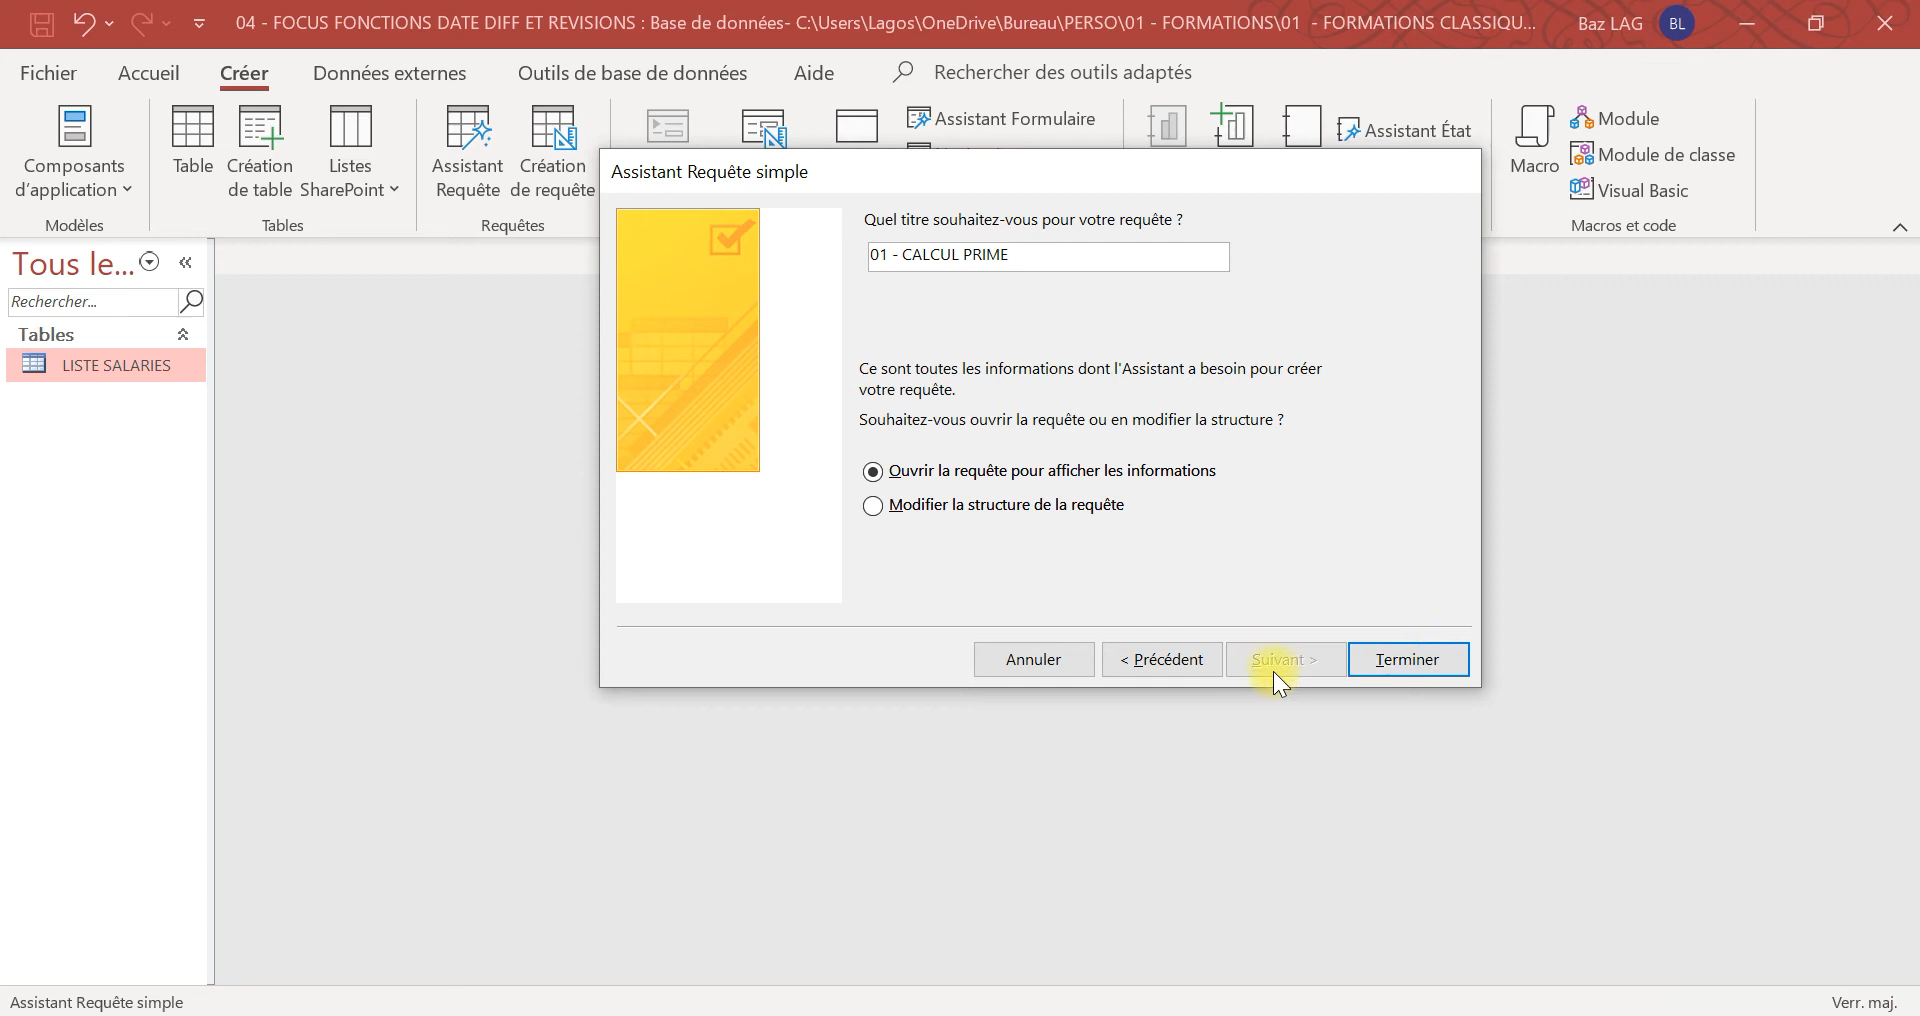 04 - FOCUS FONCTIONS DATE DIFF ET REVISIONS : Base de données- C:\Users\Lagos\OneDrive\Bureau\PERSO\01 - FORMATIONS\01 - FORMATIONS CLASSIQU...
Baz LAG
BL
Fichier
Accueil
Créer
Données externes
Outils de base de données
Aide
Rechercher des outils adaptés
Composants
d'application
Modèles
Table
Création
de table
Listes
SharePoint
Tables
Assistant
Requête
Création
de requête
Requêtes
Assistant Formulaire
Assistant État
Macro
Module
Module de classe
Visual Basic
Macros et code
Tous le...
Rechercher...
Tables
LISTE SALARIES
Assistant Requête simple
Quel titre souhaitez-vous pour votre requête ?
01 - CALCUL PRIME
Ce sont toutes les informations dont l'Assistant a besoin pour créer
votre requête.
Souhaitez-vous ouvrir la requête ou en modifier la structure ?
Ouvrir la requête pour afficher les informations
Modifier la structure de la requête
Annuler
< Précédent
Suivant >
Terminer
Assistant Requête simple
Verr. maj.